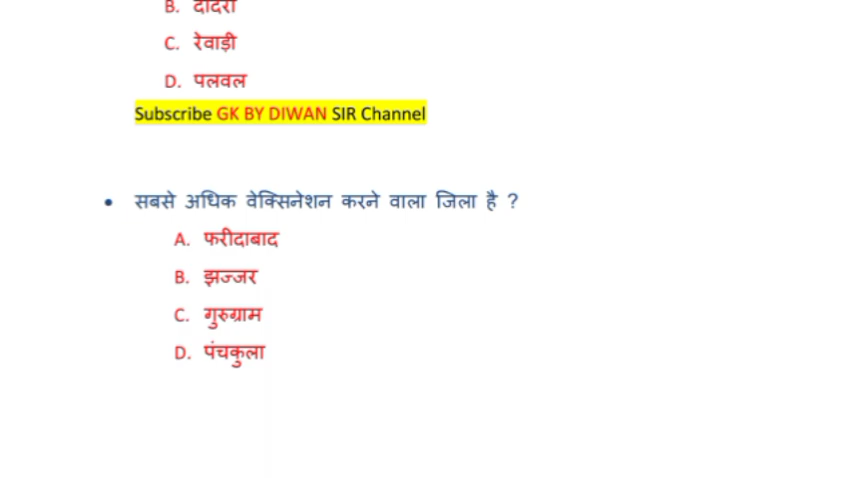 B. दादरी
C. रेवाड़ी
D. पलवल
Subscribe GK BY DIWAN SIR Channel
• सबसे अधिक वेक्सिनेशन करने वाला जिला है ?
A. फरीदाबाद
B. झज्जर
C. गुरुग्राम
D. पंचकुला